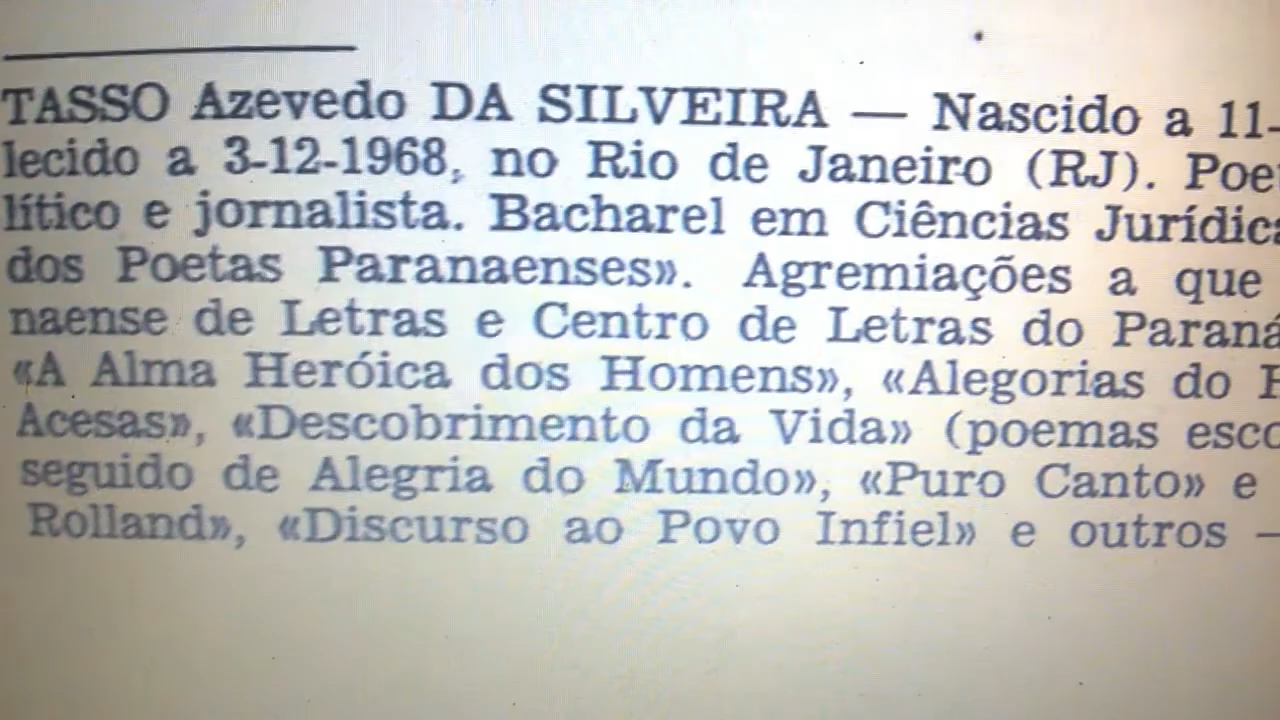 TASSO Azevedo DA SILVEIRA — Nascido a 11-
lecido a 3-12-1968, no Rio de Janeiro (RJ). Poe
lítico e jornalista. Bacharel em Ciências Jurídic
dos Poetas Paranaenses». Agremiações a que
naense de Letras e Centro de Letras do Paraná
«A Alma Heróica dos Homens», «Alegorias do
Acesas», «Descobrimento da Vida» (poemas esco
seguido de Alegria do Mundo», «Puro Canto» e
Rolland», «Discurso ao Povo Infiel» e outros —